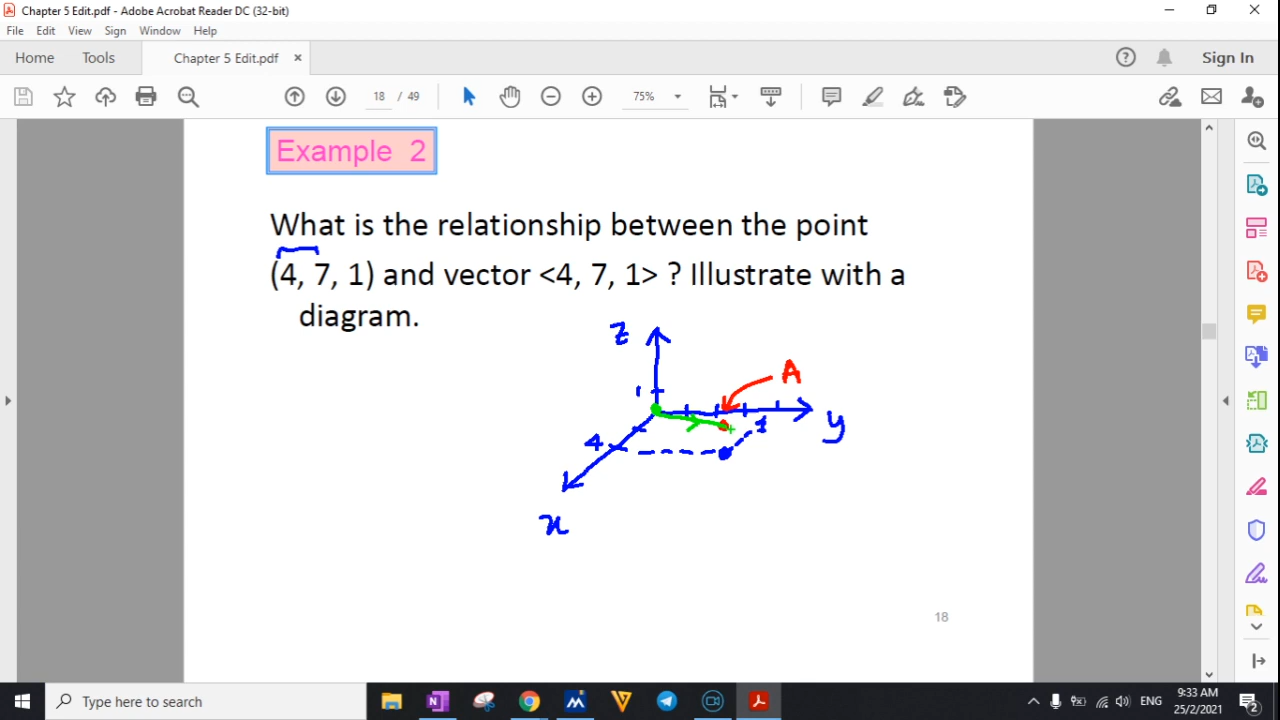 Chapter 5 Edit.pdf - Adobe Acrobat Reader DC (32-bit)
File Edit View Sign Window Help
Home Tools Chapter 5 Edit.pdf × Sign In
18 / 49 75%
Example 2
What is the relationship between the point
(4, 7, 1) and vector <4, 7, 1> ? Illustrate with a
diagram.
z
A
1
y
4
x
18
Type here to search
ENG
9:33 AM
25/2/2021
2